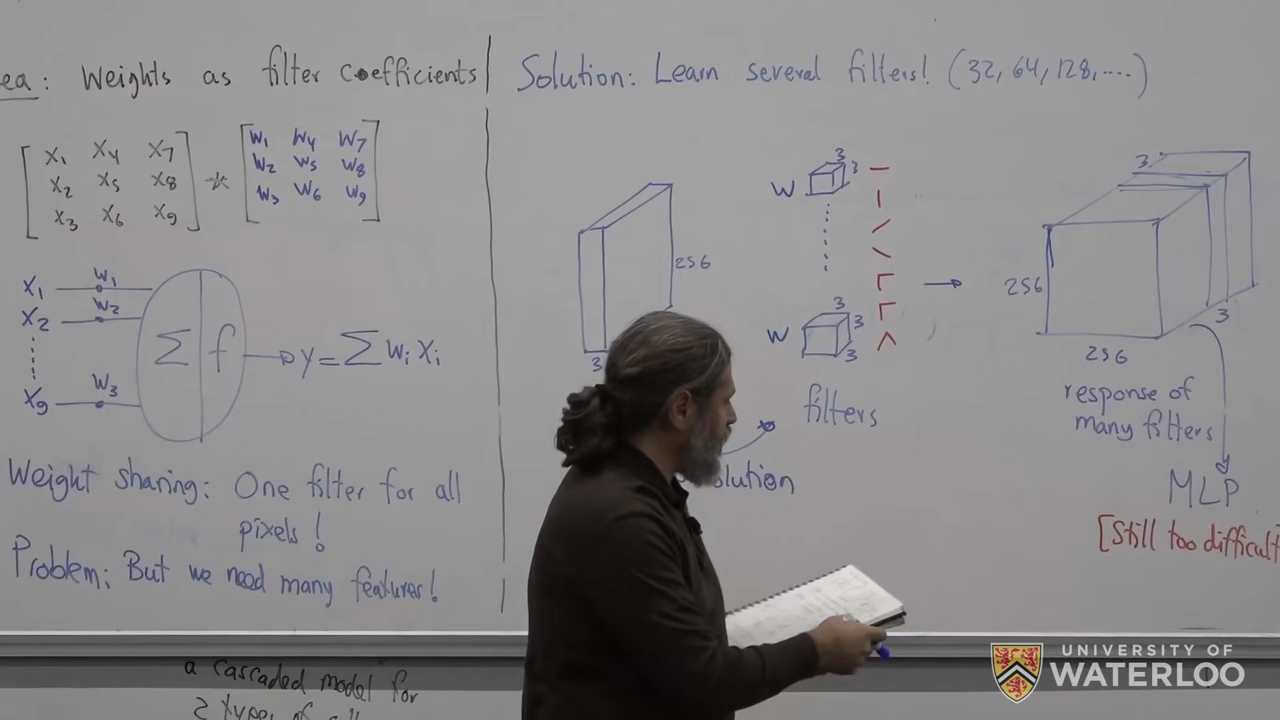 ea: Weights as filter coefficients
x1 x4 x7
x2 x5 x8
x3 x6 x9
*
w1 w4 w7
w2 w5 w8
w3 w6 w9
x1 w1
x2 w2
x9 w3
Σ f
y = Σ wi xi
Weight sharing: One filter for all
pixels!
Problem: But we need many features!
a cascaded model for
2 types of
Solution: Learn several filters! (32, 64, 128, ....)
256
3
W 3 3
W 3 3 3
filters
olution
3
256
256
3
response of
many filters
MLP
[Still too difficult
UNIVERSITY OF
WATERLOO